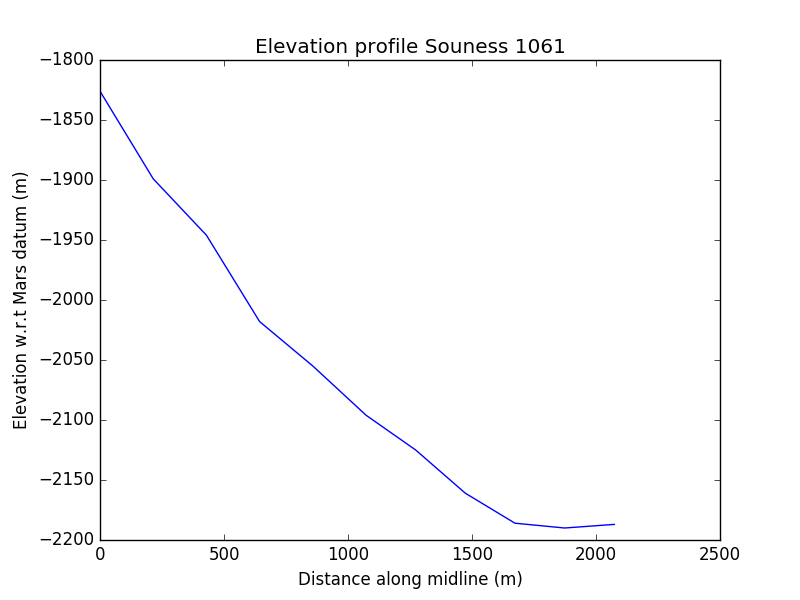 Elevation profile Souness 1061
−1800
−1850
−1900
−1950
−2000
−2050
−2100
−2150
−2200
Elevation w.r.t Mars datum (m)
0 500 1000 1500 2000 2500
Distance along midline (m)